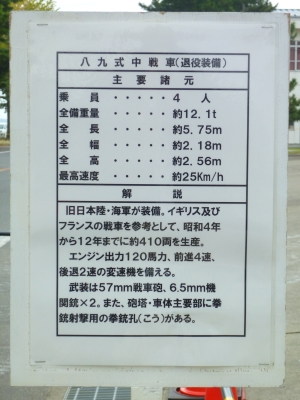 八九式中戦車(退役装備)
主要諸元
乗員・・・・・4人
全備重量・・・・・約12.1t
全長・・・・・約5.75m
全幅・・・・・約2.18m
全高・・・・・約2.56m
最高速度・・・・・約25Km/h
解説
旧日本陸・海軍が装備。イギリス及び
フランスの戦車を参考として、昭和4年
から12年までに約410両を生産。
エンジン出力120馬力、前進4速、
後退2速の変速機を備える。
武装は57mm戦車砲、6.5mm機
関銃×2。また、砲塔・車体主要部に拳
銃射撃用の拳銃孔(こう)がある。